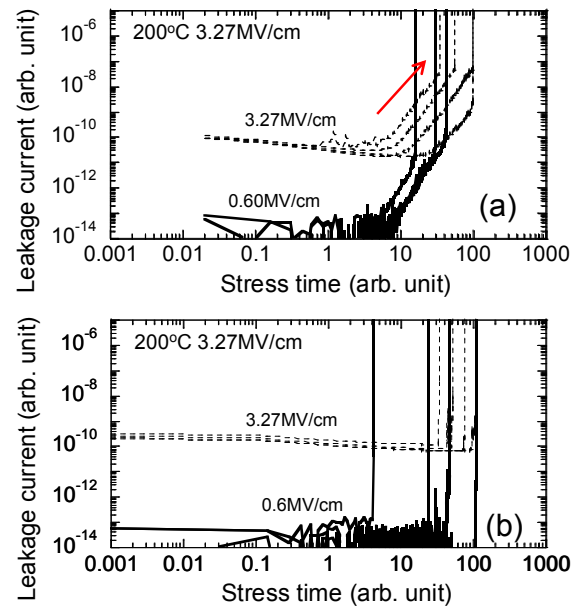 200°C 3.27MV/cm
10⁻⁶
10⁻⁸
10⁻¹⁰
10⁻¹²
10⁻¹⁴
Leakage current (arb. unit)
3.27MV/cm
0.60MV/cm
(a)
0.001 0.01 0.1 1 10 100 1000
Stress time (arb. unit)
200°C 3.27MV/cm
10⁻⁶
10⁻⁸
10⁻¹⁰
10⁻¹²
10⁻¹⁴
Leakage current (arb. unit)
3.27MV/cm
0.6MV/cm
(b)
0.001 0.01 0.1 1 10 100 1000
Stress time (arb. unit)